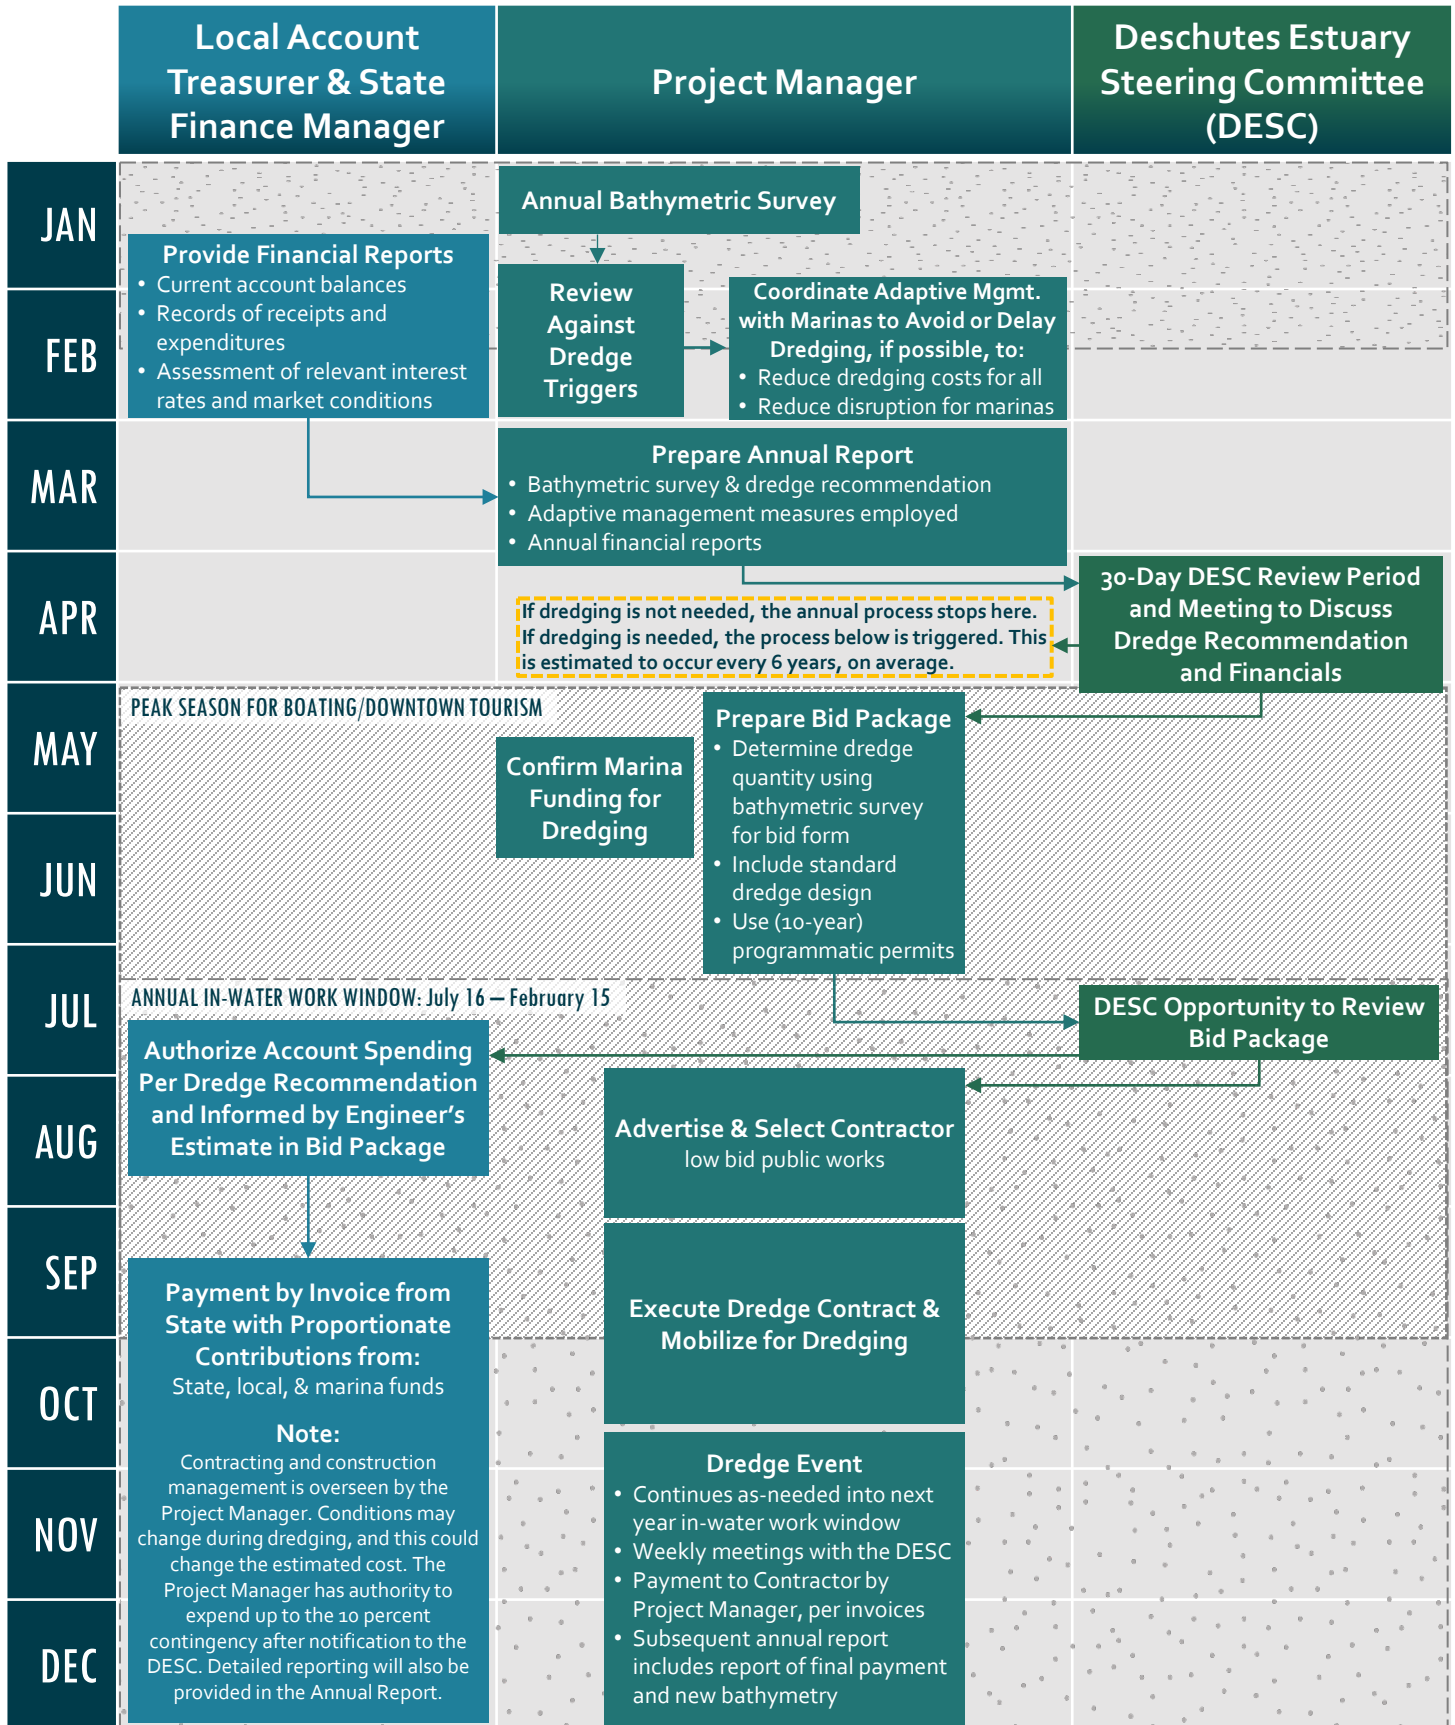 Local Account
Treasurer & State
Finance Manager
Project Manager
Deschutes Estuary
Steering Committee
(DESC)
JAN
Annual Bathymetric Survey
Provide Financial Reports
• Current account balances
• Records of receipts and
expenditures
• Assessment of relevant interest
rates and market conditions
Review
Against
Dredge
Triggers
Coordinate Adaptive Mgmt.
with Marinas to Avoid or Delay
Dredging, if possible, to:
• Reduce dredging costs for all
• Reduce disruption for marinas
FEB
MAR
Prepare Annual Report
• Bathymetric survey & dredge recommendation
• Adaptive management measures employed
• Annual financial reports
APR
30-Day DESC Review Period
and Meeting to Discuss
Dredge Recommendation
and Financials
If dredging is not needed, the annual process stops here.
If dredging is needed, the process below is triggered. This
is estimated to occur every 6 years, on average.
PEAK SEASON FOR BOATING/DOWNTOWN TOURISM
MAY
Confirm Marina
Funding for
Dredging
Prepare Bid Package
• Determine dredge
quantity using
bathymetric survey
for bid form
• Include standard
dredge design
• Use (10-year)
programmatic permits
JUN
JUL
ANNUAL IN-WATER WORK WINDOW: July 16 – February 15
DESC Opportunity to Review
Bid Package
Authorize Account Spending
Per Dredge Recommendation
and Informed by Engineer's
Estimate in Bid Package
AUG
Advertise & Select Contractor
low bid public works
SEP
Execute Dredge Contract &
Mobilize for Dredging
Payment by Invoice from
State with Proportionate
Contributions from:
State, local, & marina funds
Note:
Contracting and construction
management is overseen by the
Project Manager. Conditions may
change during dredging, and this could
change the estimated cost. The
Project Manager has authority to
expend up to the 10 percent
contingency after notification to the
DESC. Detailed reporting will also be
provided in the Annual Report.
OCT
Dredge Event
• Continues as-needed into next
year in-water work window
• Weekly meetings with the DESC
• Payment to Contractor by
Project Manager, per invoices
• Subsequent annual report
includes report of final payment
and new bathymetry
NOV
DEC